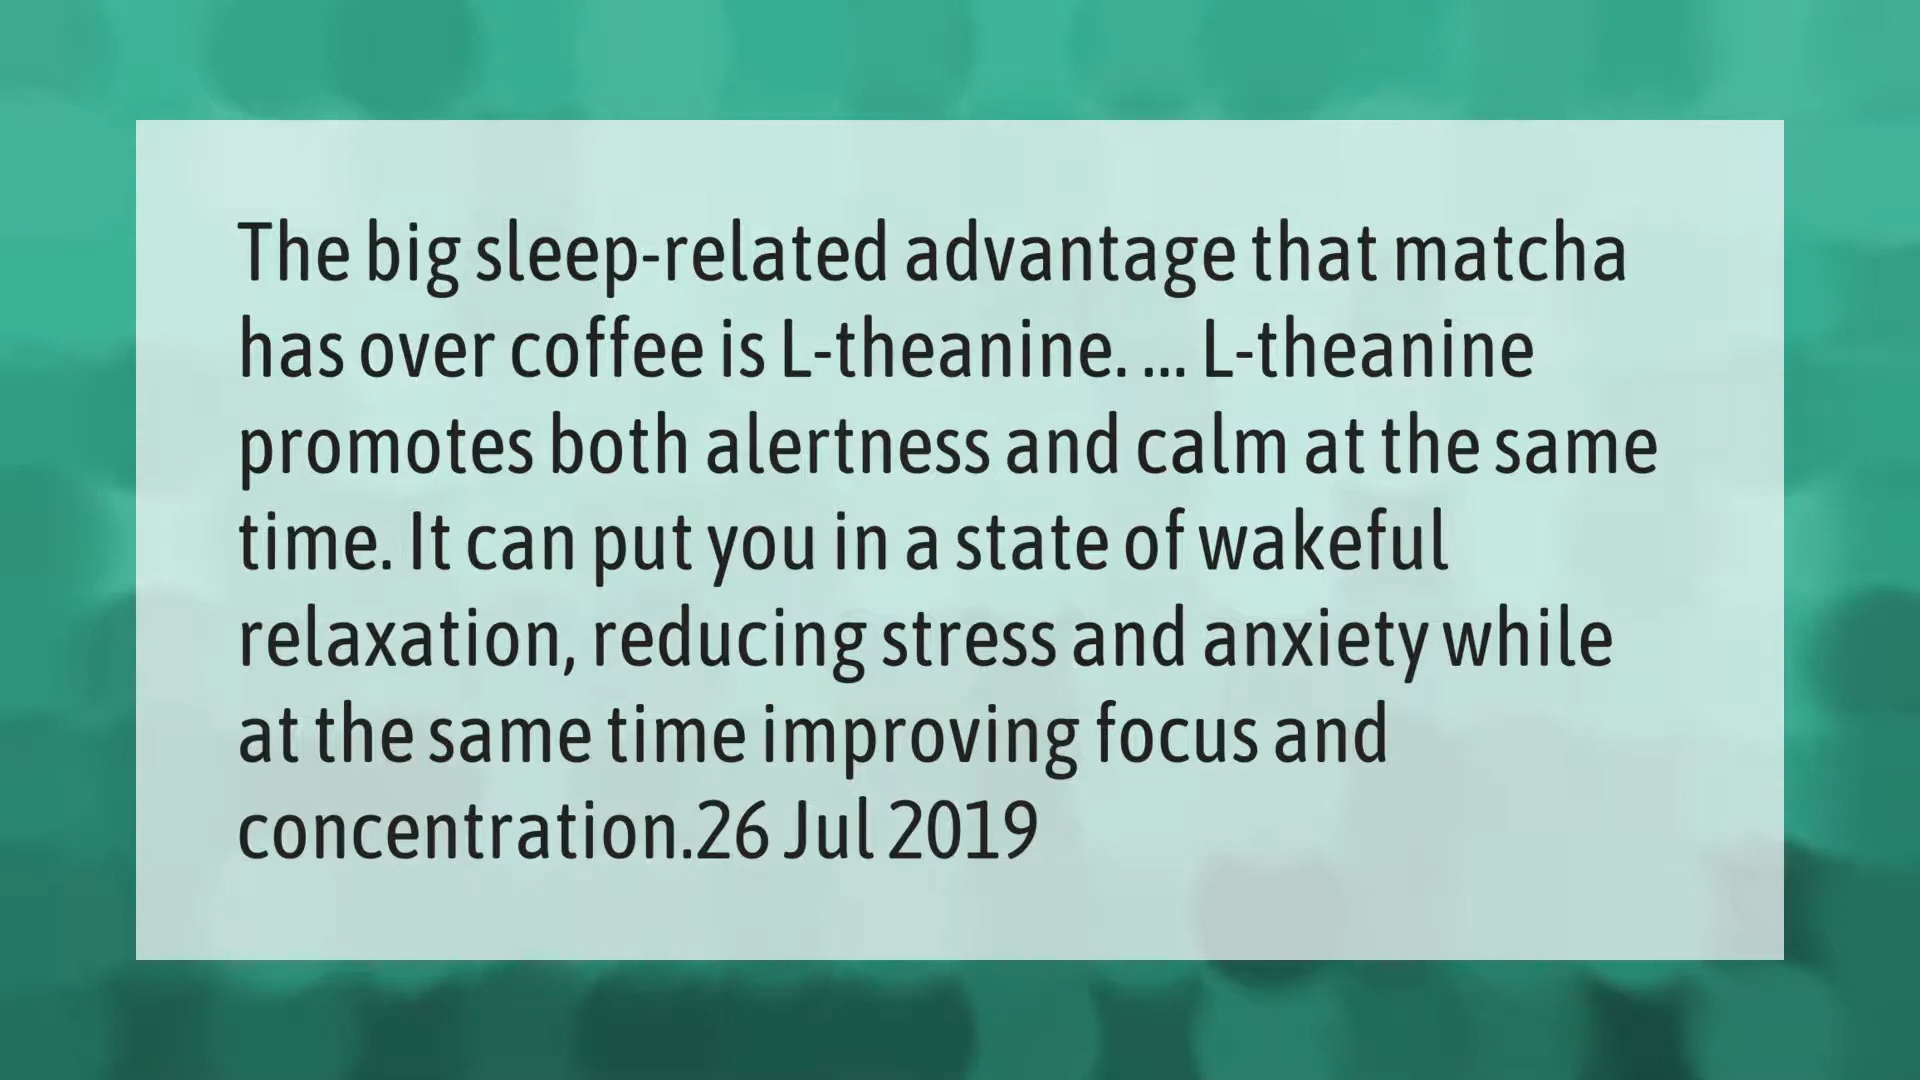 The big sleep-related advantage that matcha
has over coffee is L-theanine. ... L-theanine
promotes both alertness and calm at the same
time. It can put you in a state of wakeful
relaxation, reducing stress and anxiety while
at the same time improving focus and
concentration.26 Jul 2019